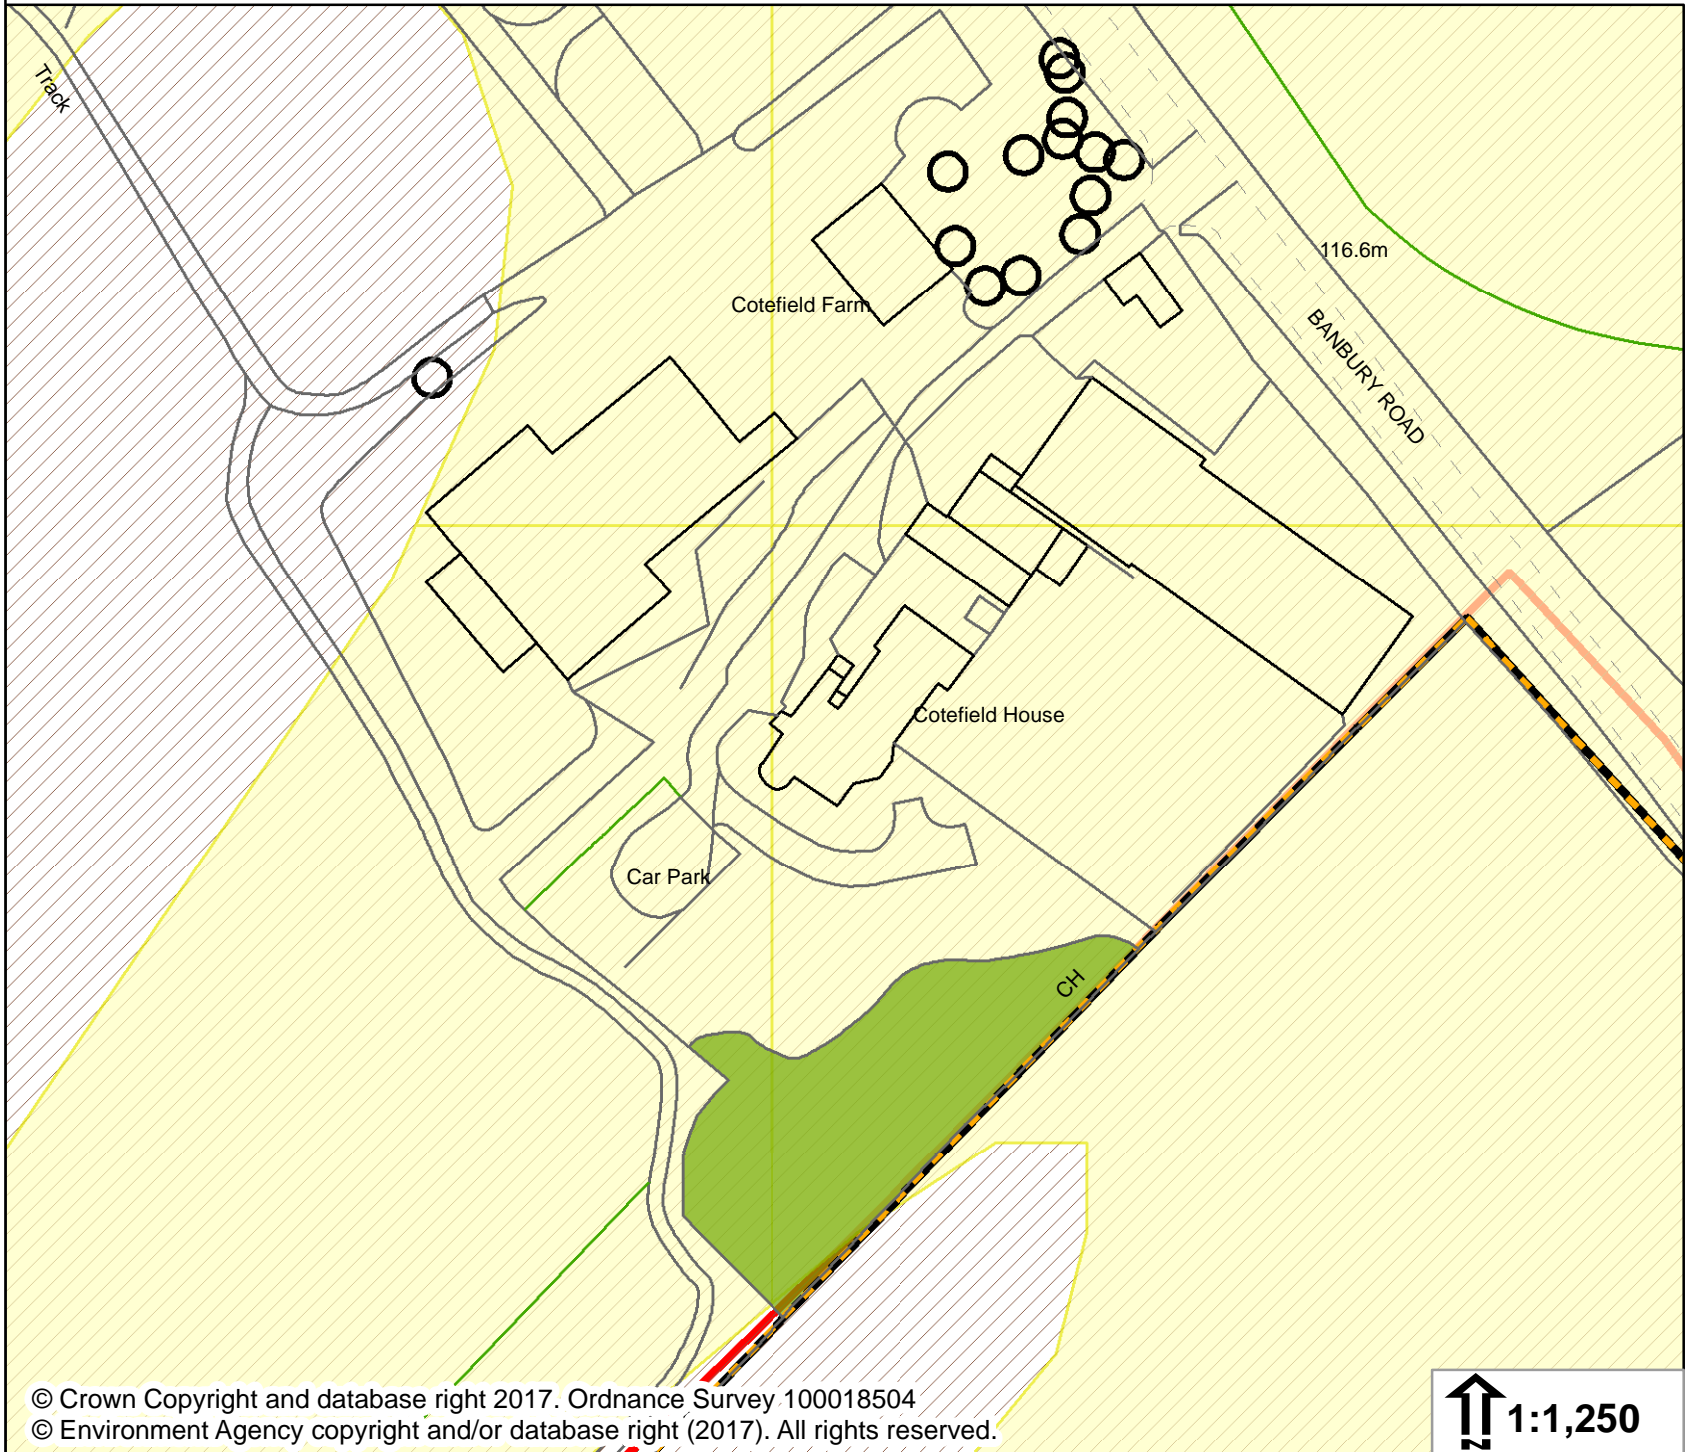 Track
116.6m
Cotefield Farm
BANBURY ROAD
Cotefield House
Car Park
CH
© Crown Copyright and database right 2017. Ordnance Survey 100018504
© Environment Agency copyright and/or database right (2017). All rights reserved.
1:1,250
N